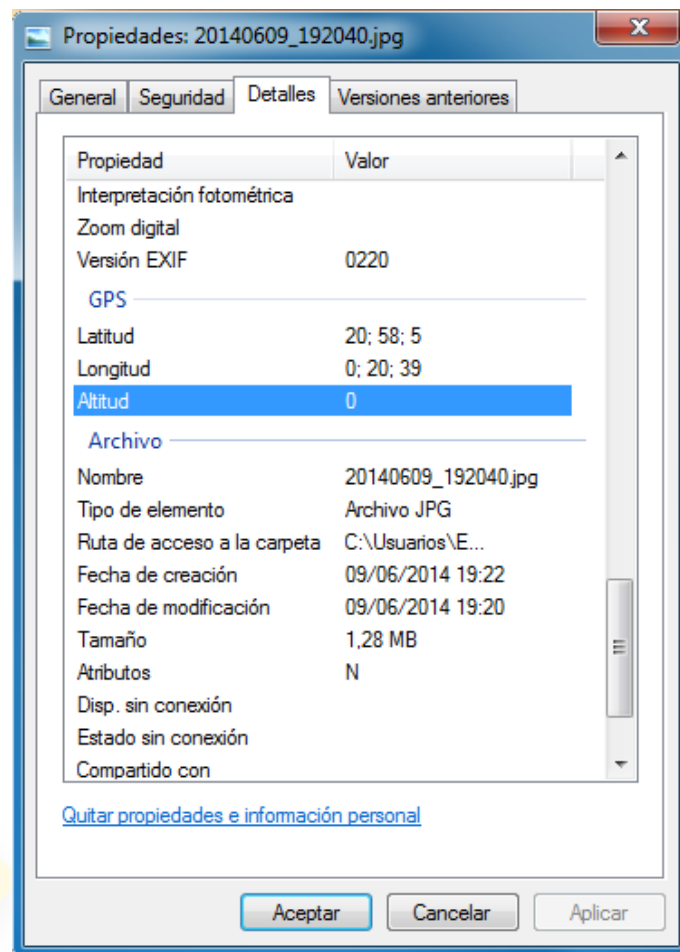 Propiedades: 20140609_192040.jpg
General Seguridad Detalles Versiones anteriores
Propiedad Valor
Interpretación fotométrica
Zoom digital
Versión EXIF 0220
GPS
Latitud 20; 58; 5
Longitud 0; 20; 39
Altitud 0
Archivo
Nombre 20140609_192040.jpg
Tipo de elemento Archivo JPG
Ruta de acceso a la carpeta C:\Usuarios\E...
Fecha de creación 09/06/2014 19:22
Fecha de modificación 09/06/2014 19:20
Tamaño 1,28 MB
Atributos N
Disp. sin conexión
Estado sin conexión
Compartido con
Quitar propiedades e información personal
Aceptar Cancelar Aplicar